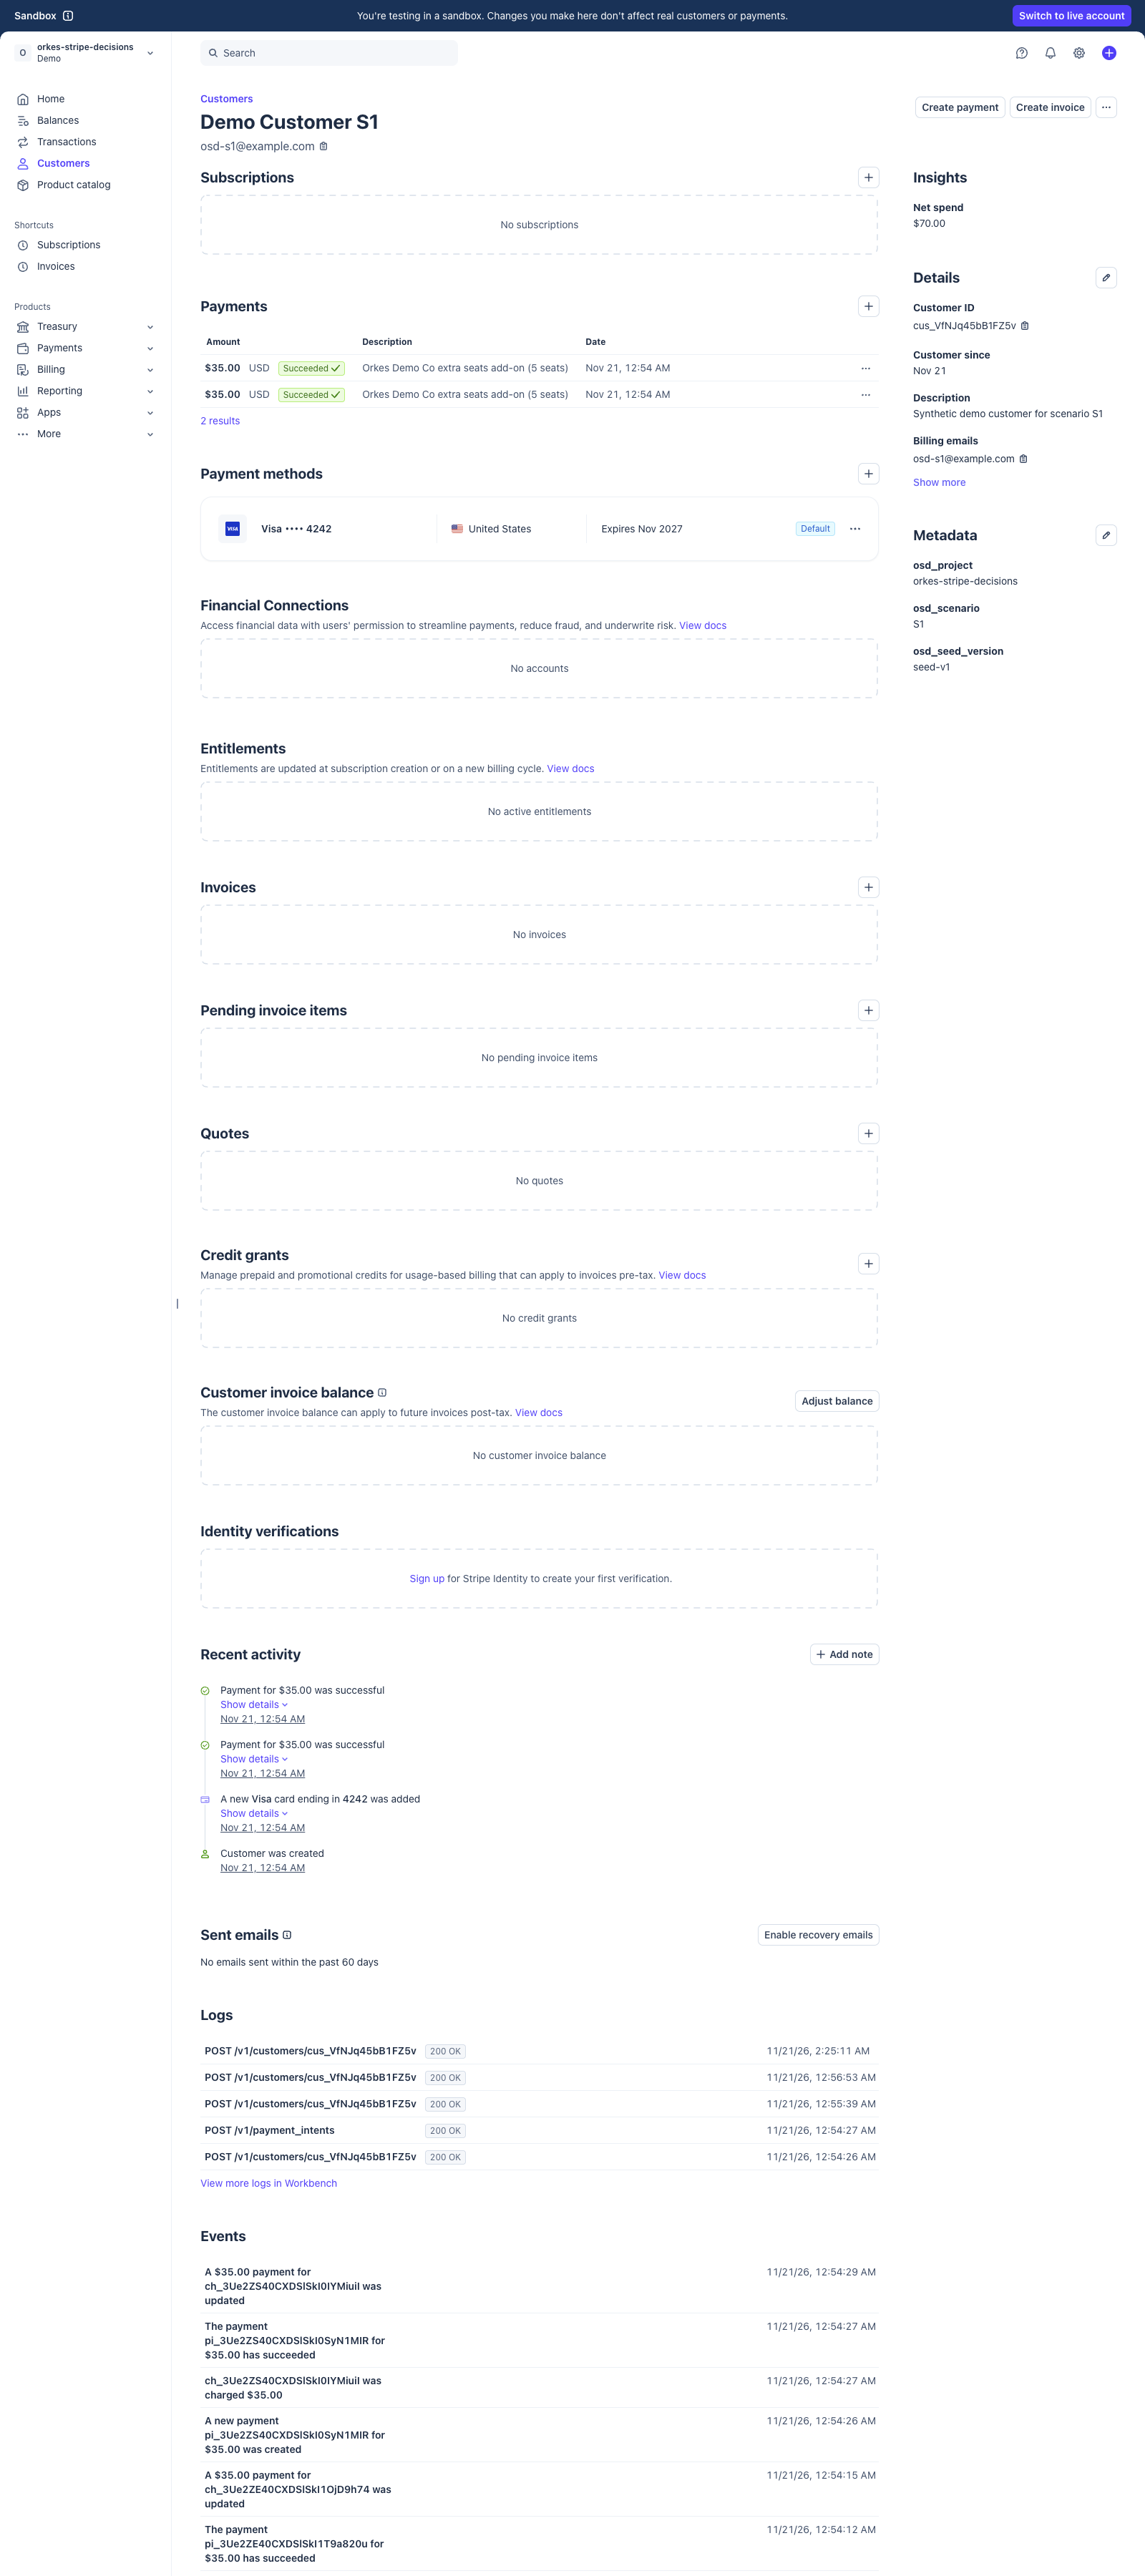 Sandbox
You're testing in a sandbox. Changes you make here don't affect real customers or payments.
Switch to live account
O
orkes-stripe-decisions
Demo
Search
Home
Balances
Transactions
Customers
Product catalog
Shortcuts
Subscriptions
Invoices
Products
Treasury
Payments
Billing
Reporting
Apps
More
Customers
Demo Customer S1
osd-s1@example.com
Create payment
Create invoice
Subscriptions
No subscriptions
Payments
Amount Description Date
$35.00 USD Succeeded Orkes Demo Co extra seats add-on (5 seats) Nov 21, 12:54 AM
$35.00 USD Succeeded Orkes Demo Co extra seats add-on (5 seats) Nov 21, 12:54 AM
2 results
Payment methods
VISA Visa •••• 4242 United States Expires Nov 2027 Default
Financial Connections
Access financial data with users' permission to streamline payments, reduce fraud, and underwrite risk. View docs
No accounts
Entitlements
Entitlements are updated at subscription creation or on a new billing cycle. View docs
No active entitlements
Invoices
No invoices
Pending invoice items
No pending invoice items
Quotes
No quotes
Credit grants
Manage prepaid and promotional credits for usage-based billing that can apply to invoices pre-tax. View docs
No credit grants
Customer invoice balance
Adjust balance
The customer invoice balance can apply to future invoices post-tax. View docs
No customer invoice balance
Identity verifications
Sign up for Stripe Identity to create your first verification.
Recent activity
Add note
Payment for $35.00 was successful
Show details
Nov 21, 12:54 AM
Payment for $35.00 was successful
Show details
Nov 21, 12:54 AM
A new Visa card ending in 4242 was added
Show details
Nov 21, 12:54 AM
Customer was created
Nov 21, 12:54 AM
Sent emails
Enable recovery emails
No emails sent within the past 60 days
Logs
POST /v1/customers/cus_VfNJq45bB1FZ5v 200 OK 11/21/26, 2:25:11 AM
POST /v1/customers/cus_VfNJq45bB1FZ5v 200 OK 11/21/26, 12:56:53 AM
POST /v1/customers/cus_VfNJq45bB1FZ5v 200 OK 11/21/26, 12:55:39 AM
POST /v1/payment_intents 200 OK 11/21/26, 12:54:27 AM
POST /v1/customers/cus_VfNJq45bB1FZ5v 200 OK 11/21/26, 12:54:26 AM
View more logs in Workbench
Events
A $35.00 payment for 11/21/26, 12:54:29 AM
ch_3Ue2ZS40CXDSlSkI0IYMiuiI was
updated
The payment 11/21/26, 12:54:27 AM
pi_3Ue2ZS40CXDSlSkI0SyN1MIR for
$35.00 has succeeded
ch_3Ue2ZS40CXDSlSkI0IYMiuiI was 11/21/26, 12:54:27 AM
charged $35.00
A new payment 11/21/26, 12:54:26 AM
pi_3Ue2ZS40CXDSlSkI0SyN1MIR for
$35.00 was created
A $35.00 payment for 11/21/26, 12:54:15 AM
ch_3Ue2ZE40CXDSlSkI1OjD9h74 was
updated
The payment 11/21/26, 12:54:12 AM
pi_3Ue2ZE40CXDSlSkI1T9a820u for
$35.00 has succeeded
Insights
Net spend
$70.00
Details
Customer ID
cus_VfNJq45bB1FZ5v
Customer since
Nov 21
Description
Synthetic demo customer for scenario S1
Billing emails
osd-s1@example.com
Show more
Metadata
osd_project
orkes-stripe-decisions
osd_scenario
S1
osd_seed_version
seed-v1